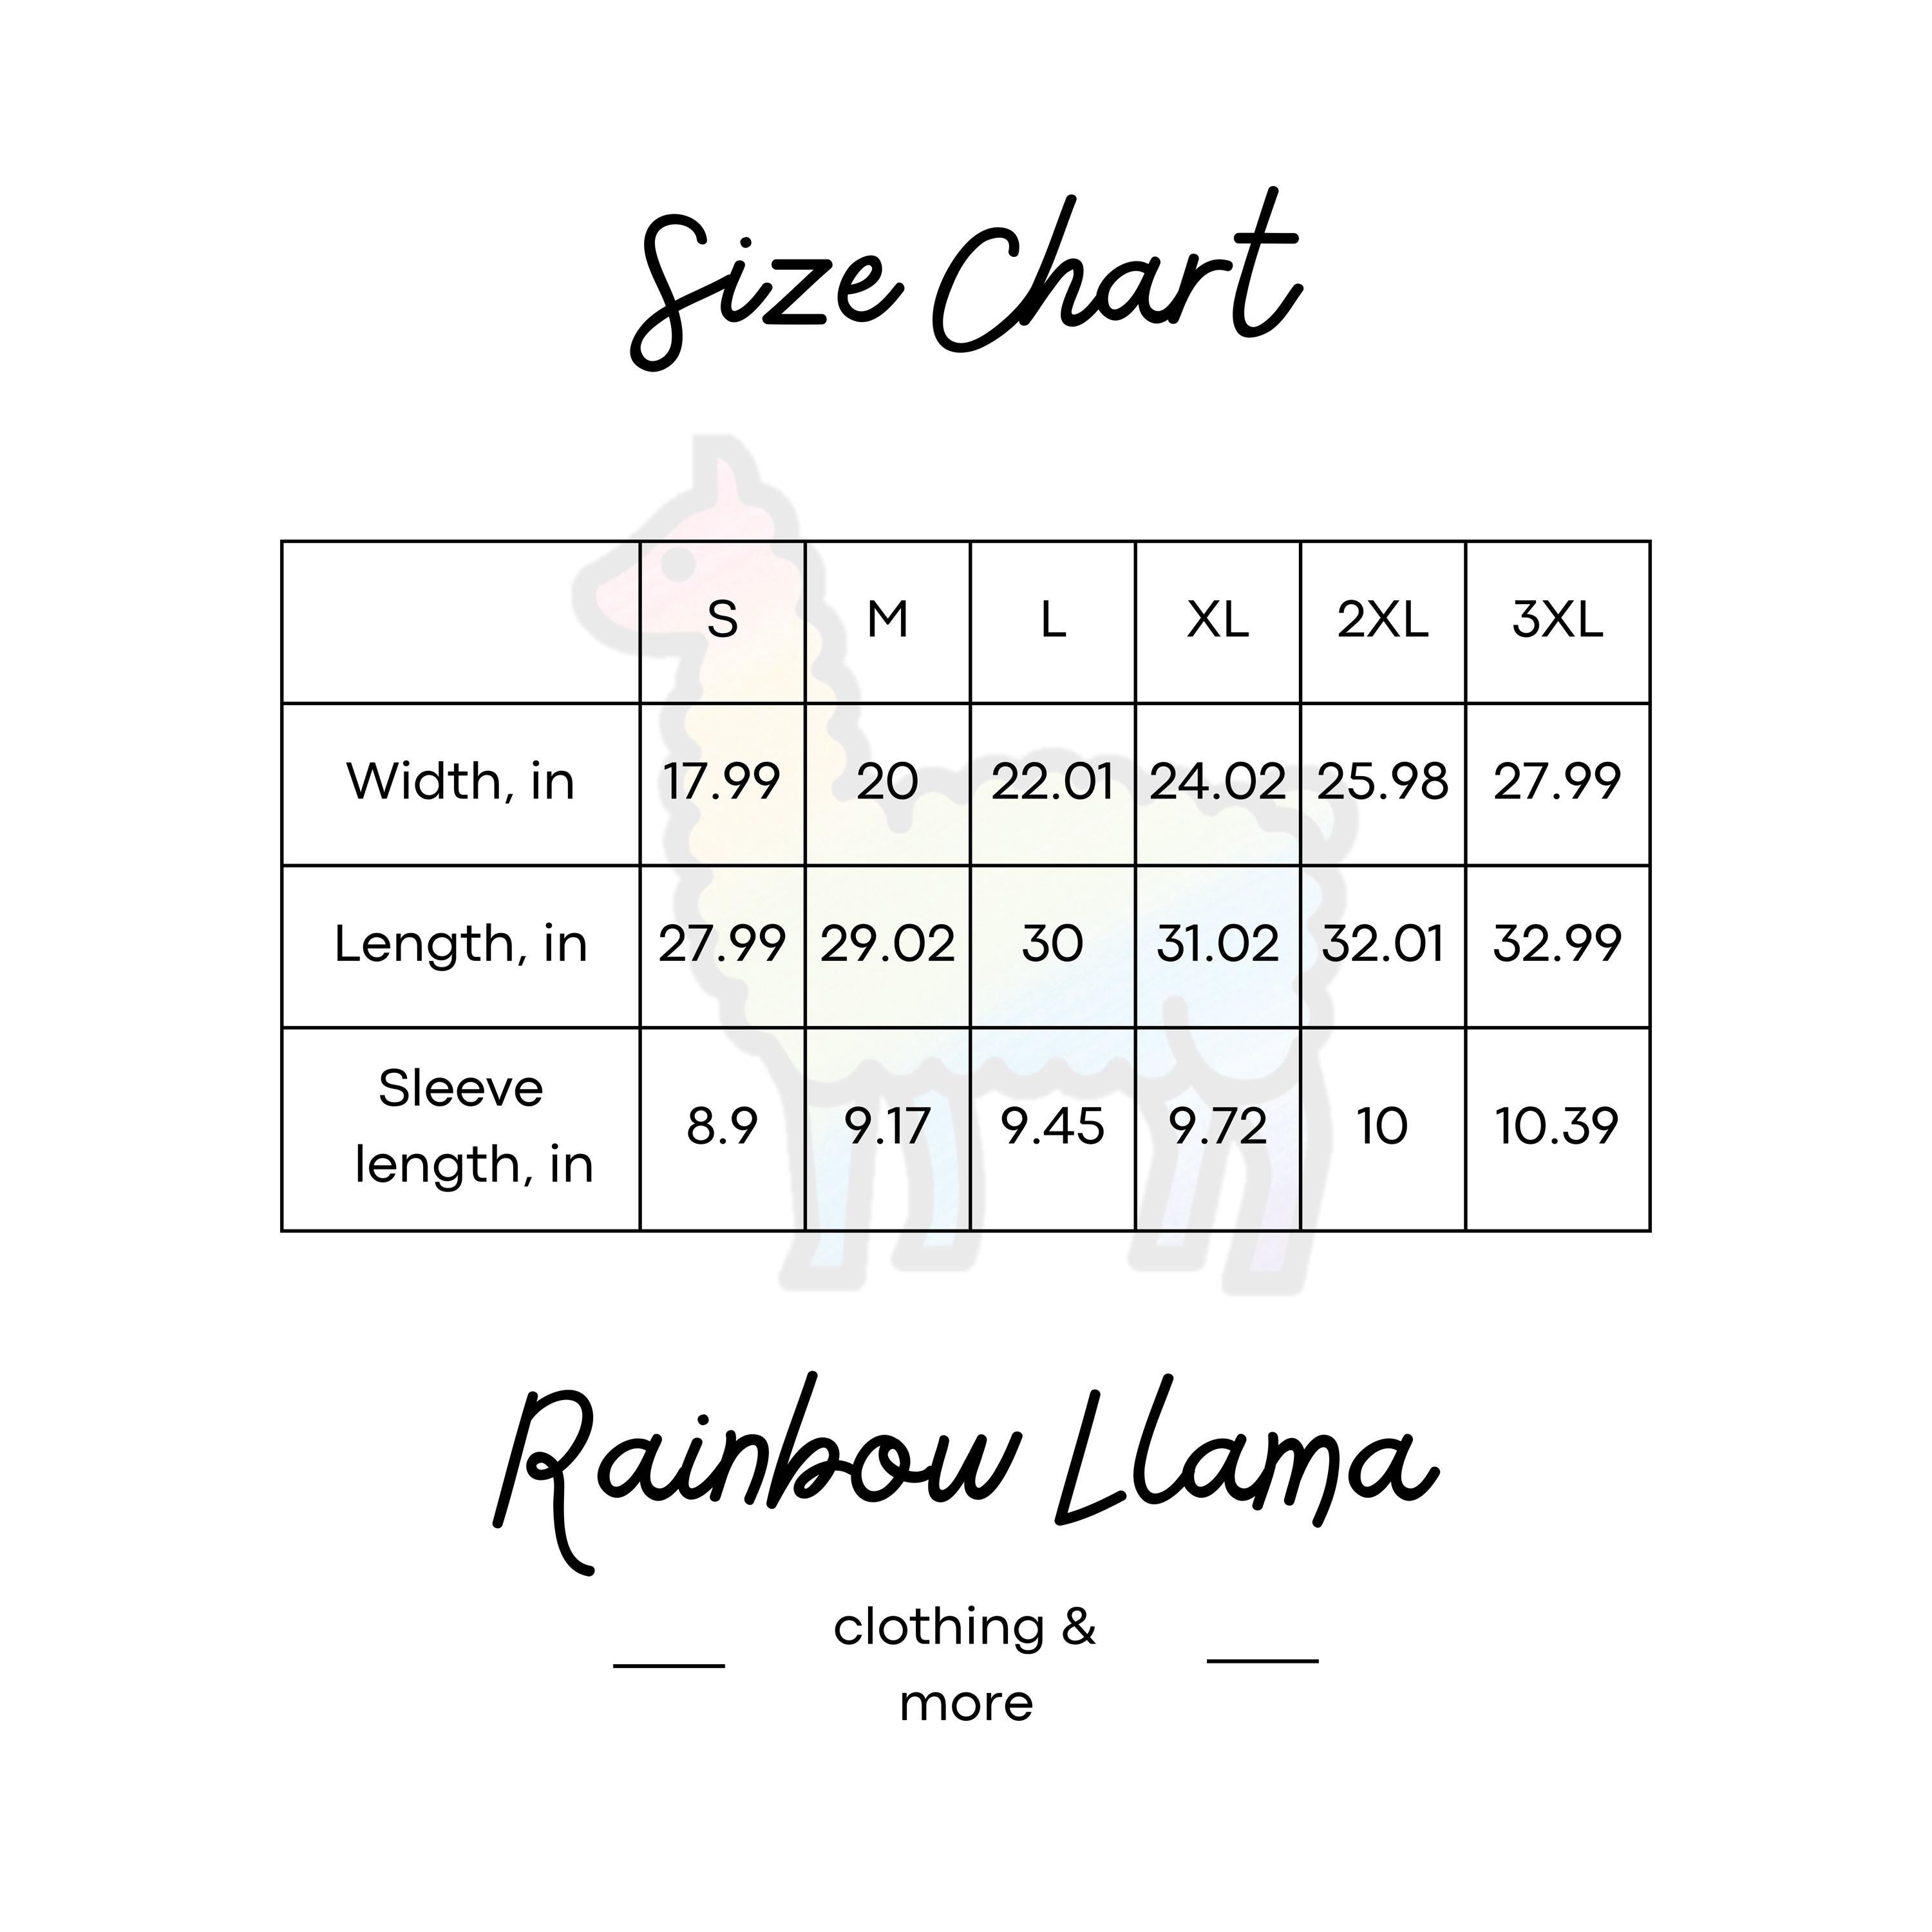 Size Chart
S M L XL 2XL 3XL
Width, in 17.99 20 22.01 24.02 25.98 27.99
Length, in 27.99 29.02 30 31.02 32.01 32.99
Sleeve
length, in 8.9 9.17 9.45 9.72 10 10.39
Rainbow Llama
clothing &
more